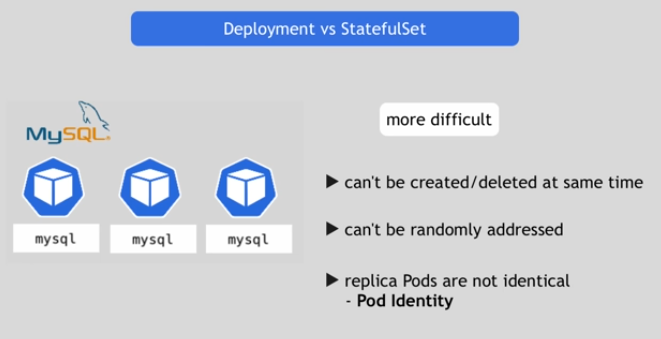 Deployment vs StatefulSet
MySQL.
mysql
mysql
mysql
more difficult
▶ can't be created/deleted at same time
▶ can't be randomly addressed
▶ replica Pods are not identical
- Pod Identity